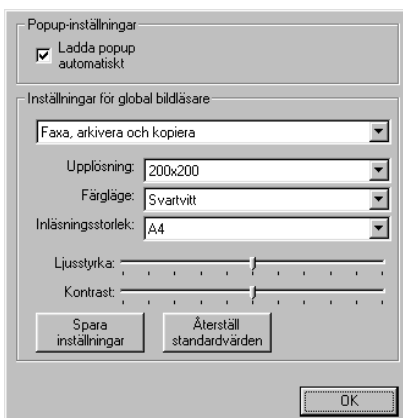 Popup-inställningar
Ladda popup
automatiskt
Inställningar för global bildläsare
Faxa, arkivera och kopiera
Upplösning: 200x200
Färgläge: Svartvitt
Inläsningsstorlek: A4
Ljusstyrka:
Kontrast:
Spara
inställningar
Återställ
standardvärden
OK